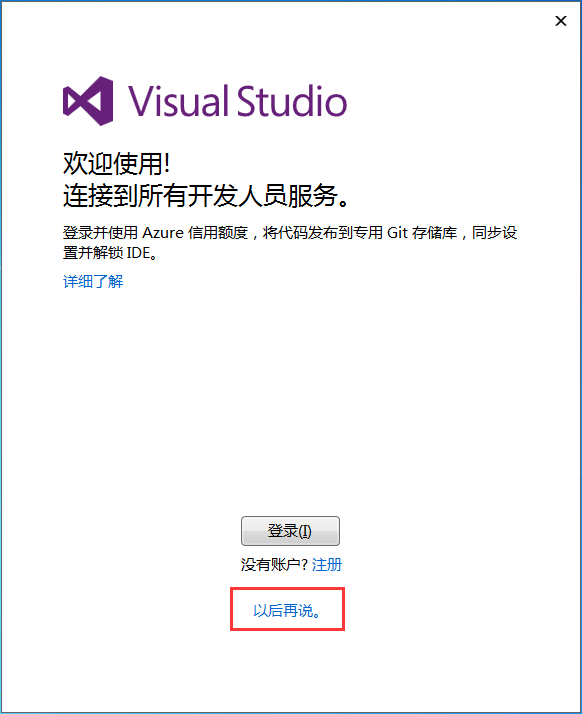 Visual Studio
欢迎使用!
连接到所有开发人员服务。
登录并使用 Azure 信用额度，将代码发布到专用 Git 存储库，同步设
置并解锁 IDE。
详细了解
登录(I)
没有账户? 注册
以后再说。